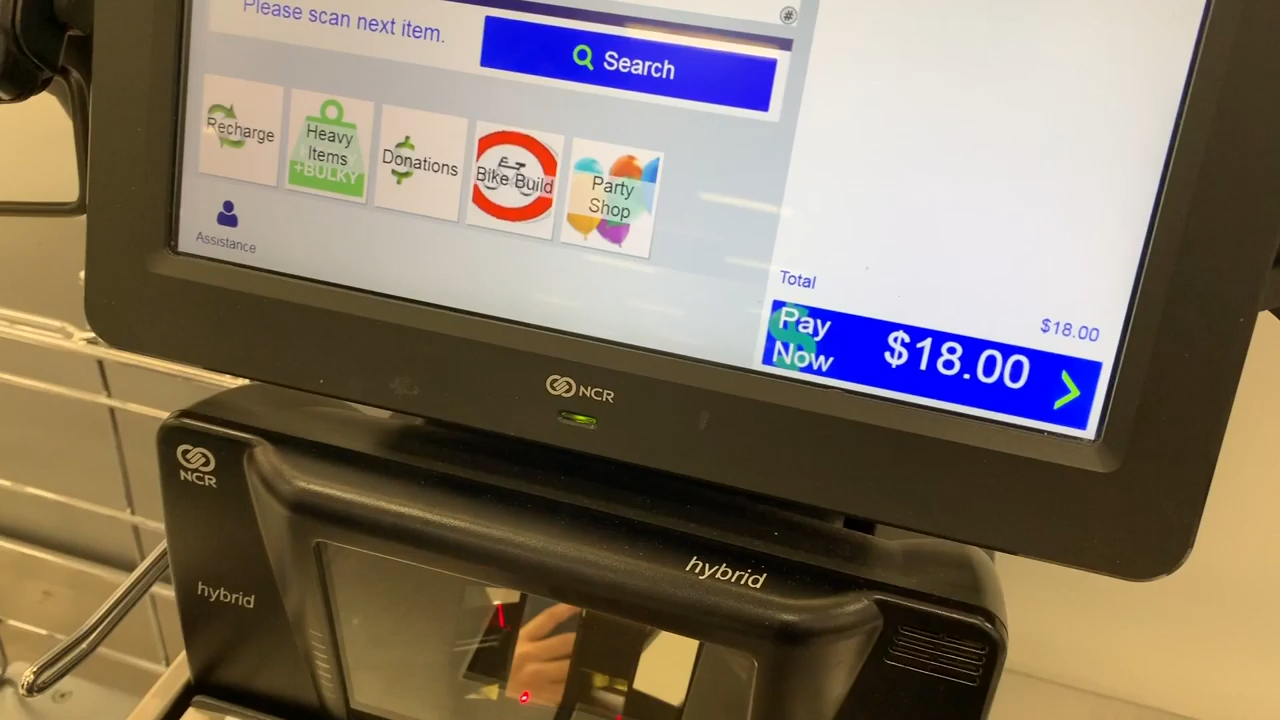 Please scan next item.
#
Search
Recharge
Heavy
Items
+BULKY
Donations
Bike Build
Party
Shop
Assistance
Total
$18.00
Pay
Now
$18.00
NCR
NCR
hybrid
hybrid